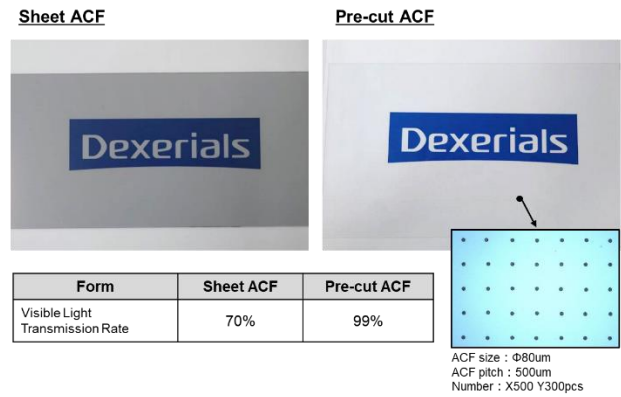 Sheet ACF
Pre-cut ACF
Dexerials
Dexerials
Form Sheet ACF Pre-cut ACF
Visible Light
Transmission Rate 70% 99%
ACF size：Φ80um
ACF pitch：500um
Number：X500 Y300pcs